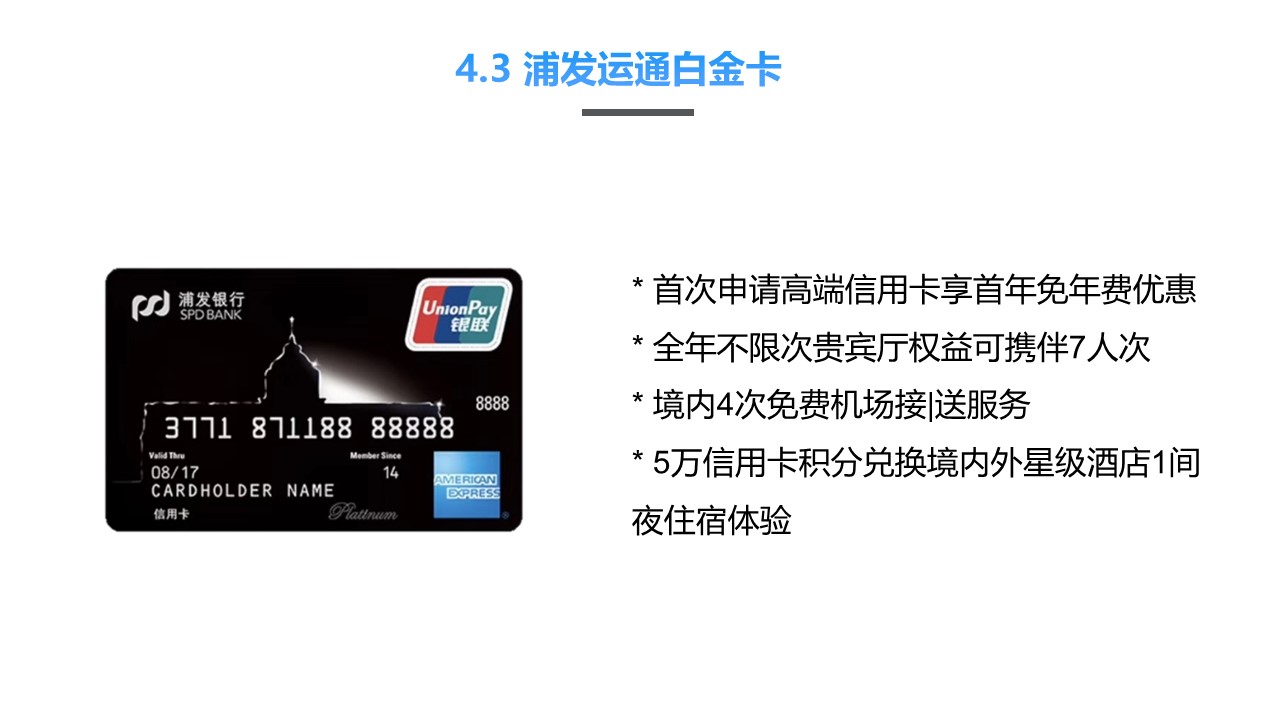 4.3 浦发运通白金卡
浦发银行
SPD BANK
UnionPay
银联
8888
3771 871188 88888
Valid Thru
Member Since
08/17
14
CARDHOLDER NAME
AMERICAN
EXPRESS
®
信用卡
Platinum
* 首次申请高端信用卡享首年免年费优惠
* 全年不限次贵宾厅权益可携伴7人次
* 境内4次免费机场接|送服务
* 5万信用卡积分兑换境内外星级酒店1间
夜住宿体验